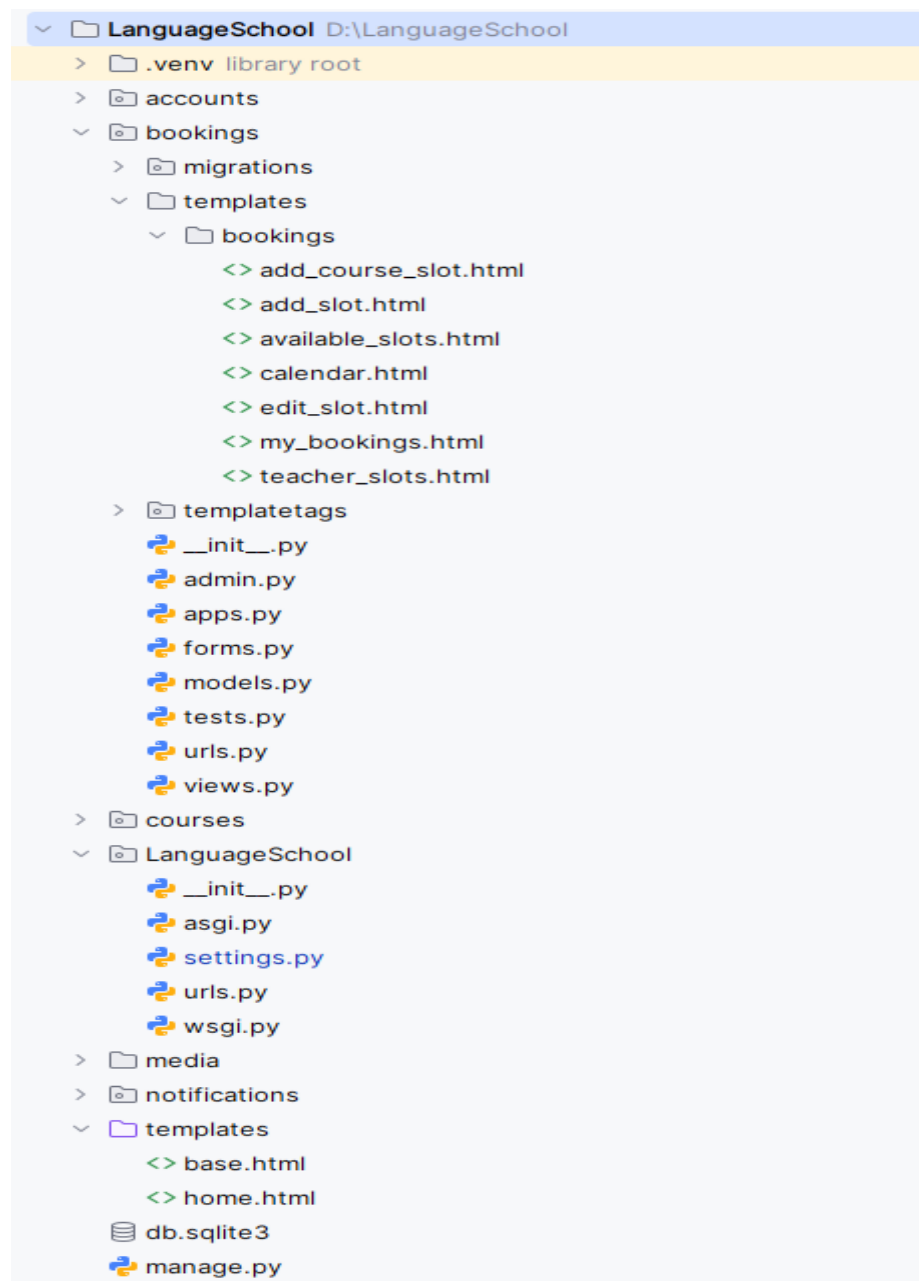 LanguageSchool D:\LanguageSchool
.venv library root
accounts
bookings
migrations
templates
bookings
add_course_slot.html
add_slot.html
available_slots.html
calendar.html
edit_slot.html
my_bookings.html
teacher_slots.html
templatetags
__init__.py
admin.py
apps.py
forms.py
models.py
tests.py
urls.py
views.py
courses
LanguageSchool
__init__.py
asgi.py
settings.py
urls.py
wsgi.py
media
notifications
templates
base.html
home.html
db.sqlite3
manage.py